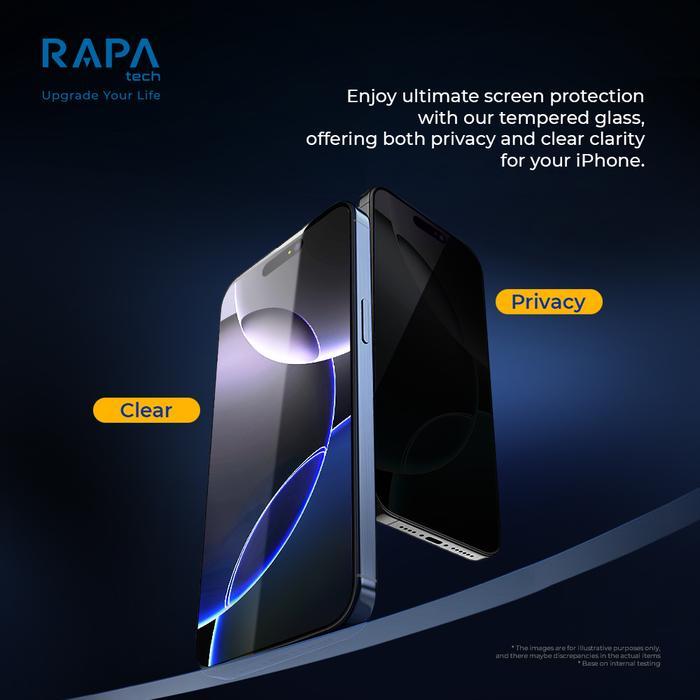 RAPA
tech
Upgrade Your Life
Enjoy ultimate screen protection
with our tempered glass,
offering both privacy and clear clarity
for your iPhone.
Privacy
Clear
* The images are for illustrative purposes only,
and there maybe discrepancies in the actual items
* Base on internal testing